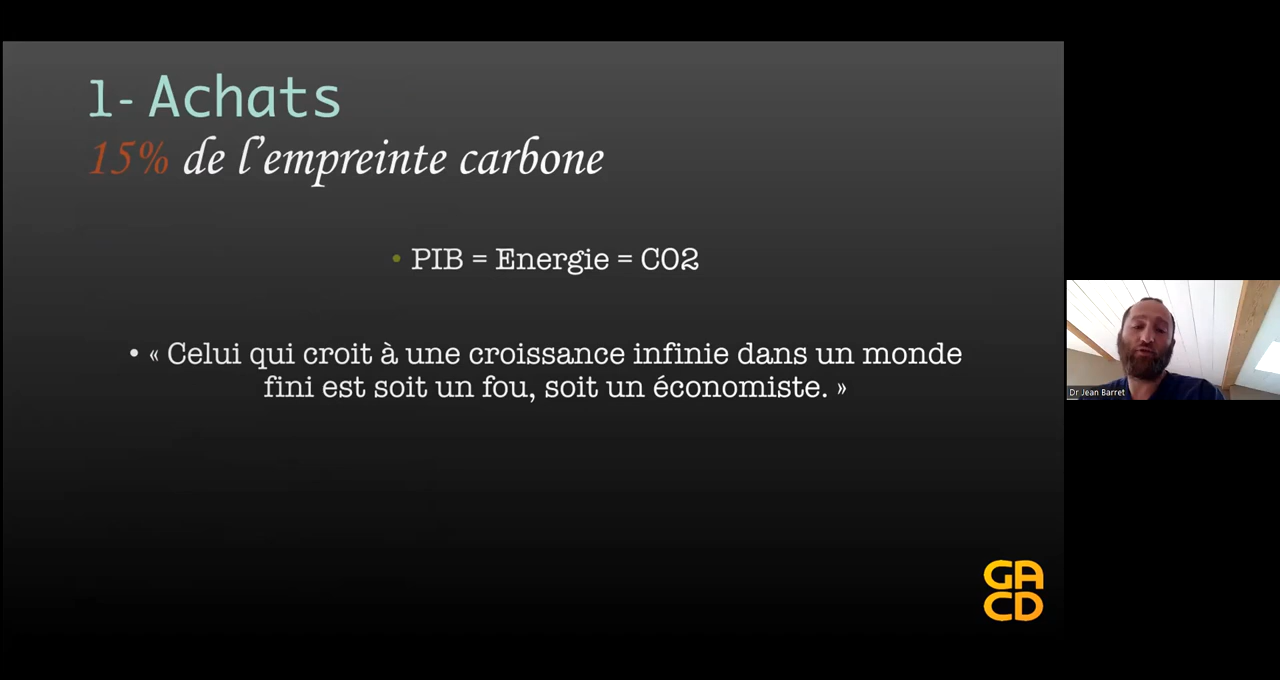 1- Achats
15% de l’empreinte carbone
• PIB = Energie = CO2
• « Celui qui croit à une croissance infinie dans un monde
fini est soit un fou, soit un économiste. »
Dr Jean Barret
GA
CD